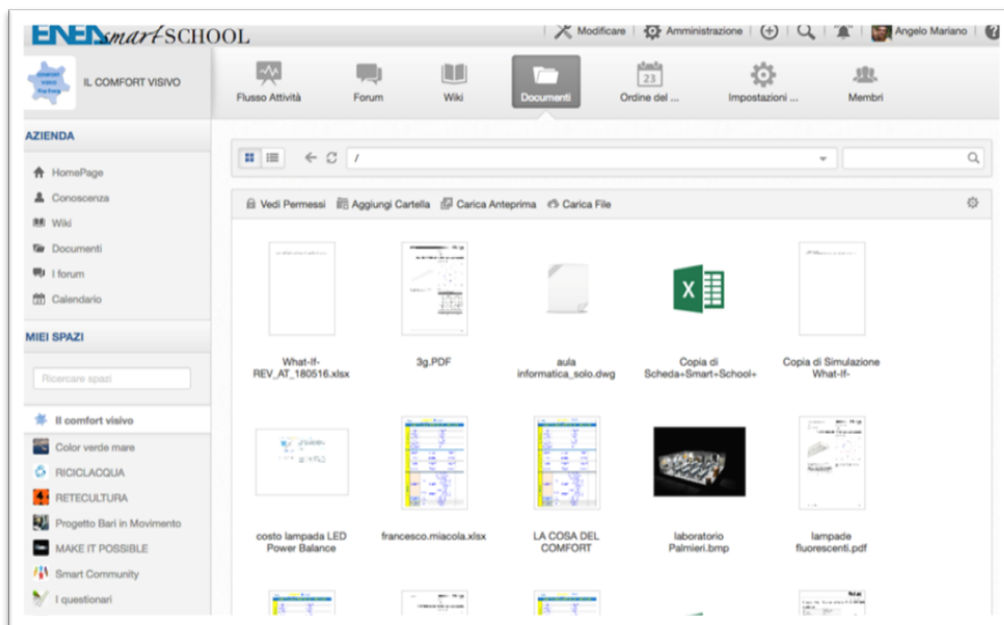 ENEA smart SCHOOL
Modificare
Amministrazione
Angelo Mariano
IL COMFORT VISIVO
Flusso Attività
Forum
Wiki
Documenti
23
Ordine del ...
Impostazioni ...
Membri
AZIENDA
HomePage
Conoscenza
Wiki
Documenti
I forum
Calendario
MIEI SPAZI
Ricercare spazi
Il comfort visivo
Color verde mare
RICICLACQUA
RETECULTURA
Progetto Bari in Movimento
MAKE IT POSSIBLE
Smart Community
I questionari
/
Vedi Permessi
Aggiungi Cartella
Carica Anteprima
Carica File
What-If-
REV_AT_180516.xlsx
3g.PDF
aula
informatica_solo.dwg
Copia di
Scheda+Smart+School+
Copia di Simulazione
What-If-
costo lampada LED
Power Balance
francesco.miacola.xlsx
LA COSA DEL
COMFORT
laboratorio
Palmieri.bmp
lampade
fluorescenti.pdf